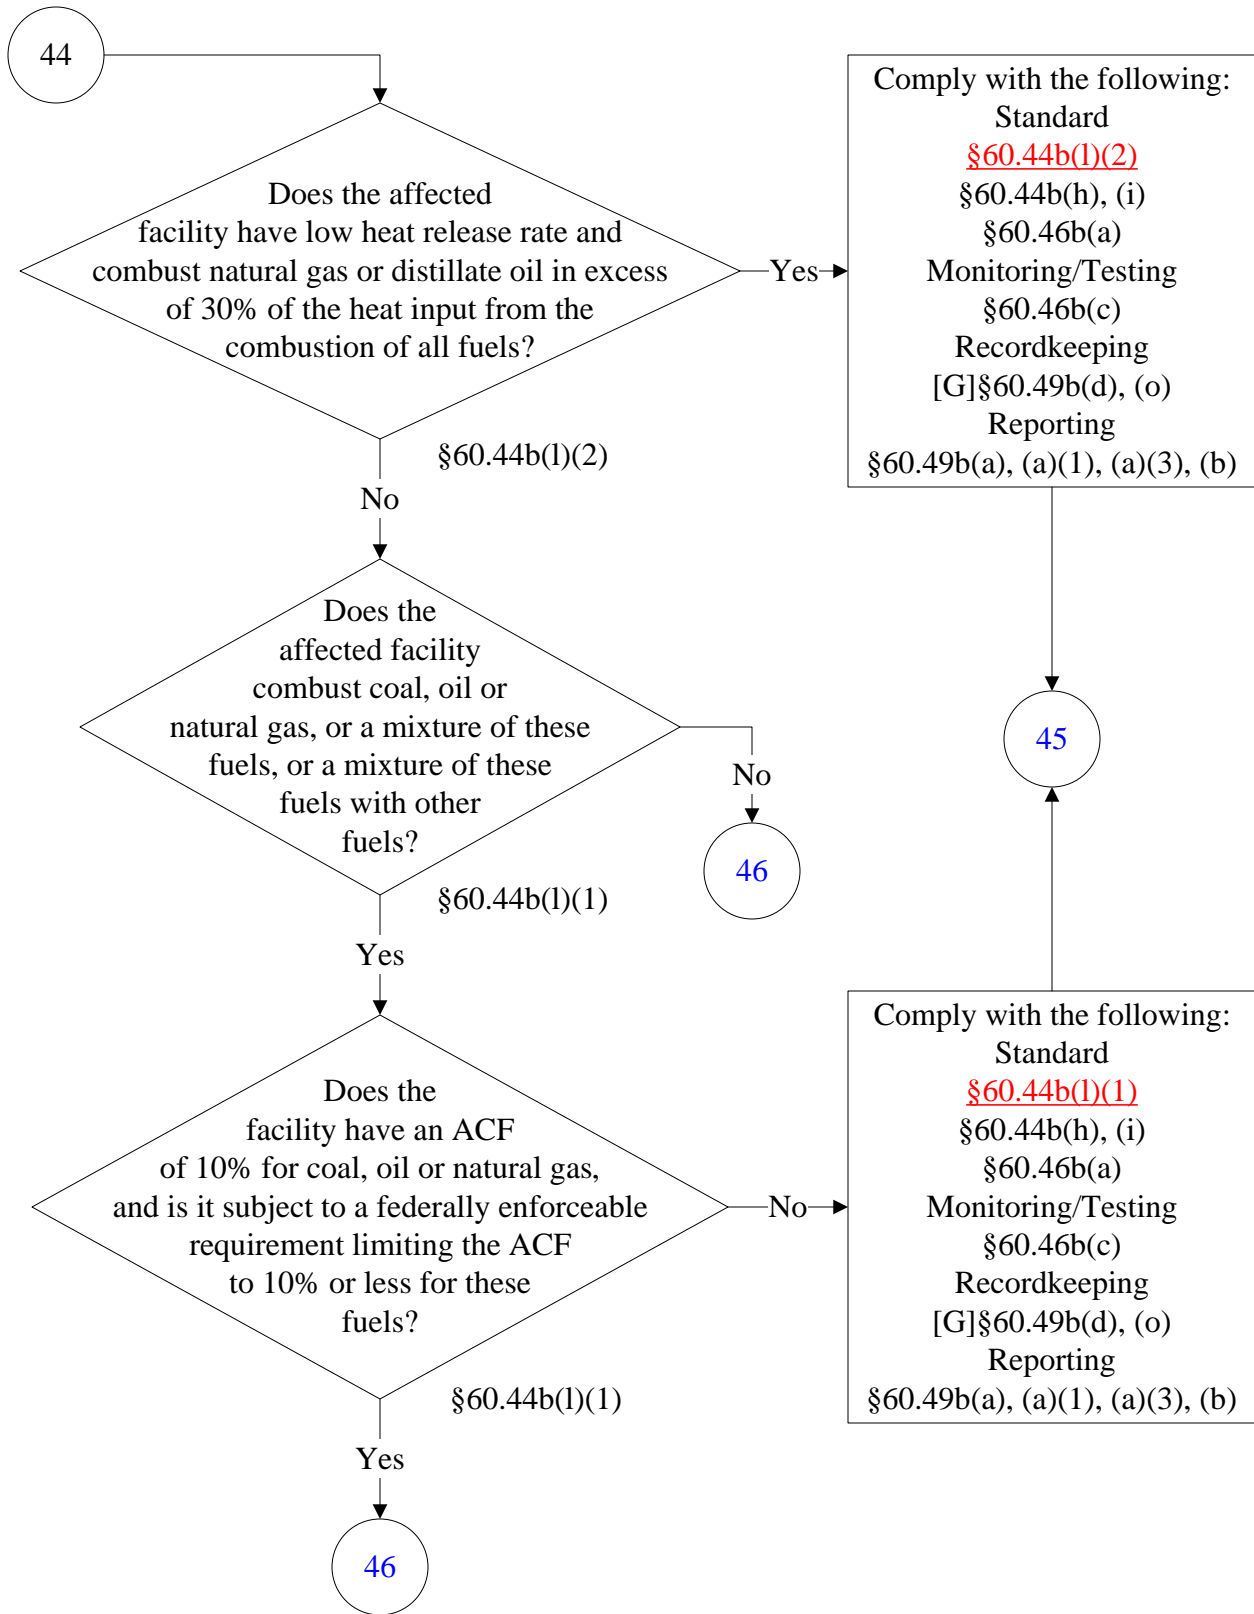 44
Does the affected
facility have low heat release rate and
combust natural gas or distillate oil in excess
of 30% of the heat input from the
combustion of all fuels?
§60.44b(l)(2)
Yes
Comply with the following:
Standard
§60.44b(l)(2)
§60.44b(h), (i)
§60.46b(a)
Monitoring/Testing
§60.46b(c)
Recordkeeping
[G]§60.49b(d), (o)
Reporting
§60.49b(a), (a)(1), (a)(3), (b)
No
Does the
affected facility
combust coal, oil or
natural gas, or a mixture of these
fuels, or a mixture of these
fuels with other
fuels?
§60.44b(l)(1)
No
46
45
Yes
Does the
facility have an ACF
of 10% for coal, oil or natural gas,
and is it subject to a federally enforceable
requirement limiting the ACF
to 10% or less for these
fuels?
§60.44b(l)(1)
No
Comply with the following:
Standard
§60.44b(l)(1)
§60.44b(h), (i)
§60.46b(a)
Monitoring/Testing
§60.46b(c)
Recordkeeping
[G]§60.49b(d), (o)
Reporting
§60.49b(a), (a)(1), (a)(3), (b)
Yes
46